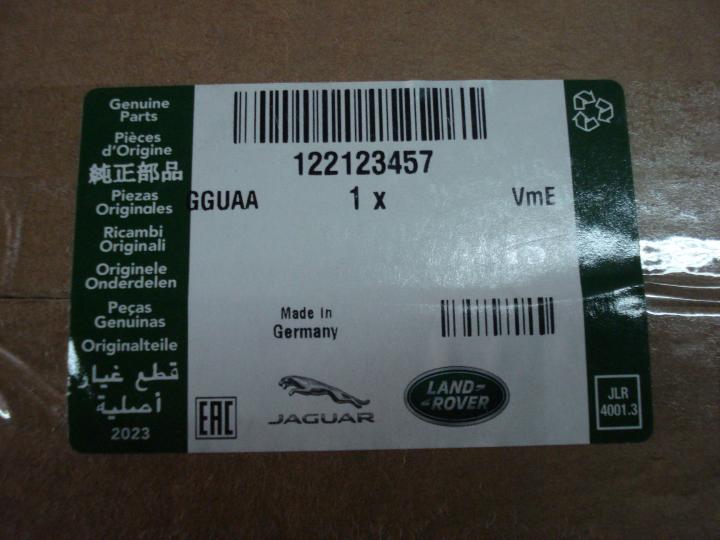 Genuine
Parts
Pièces
d'Origine
純正部品
Piezas
Originales
Ricambi
Originali
Originele
Onderdelen
Peças
Genuinas
Originalteile
قطع غيار
أصلية
2023
122123457
GGUAA 1 x VmE
Made in
Germany
EAC
JAGUAR
LAND-
-ROVER
JLR
4001.3